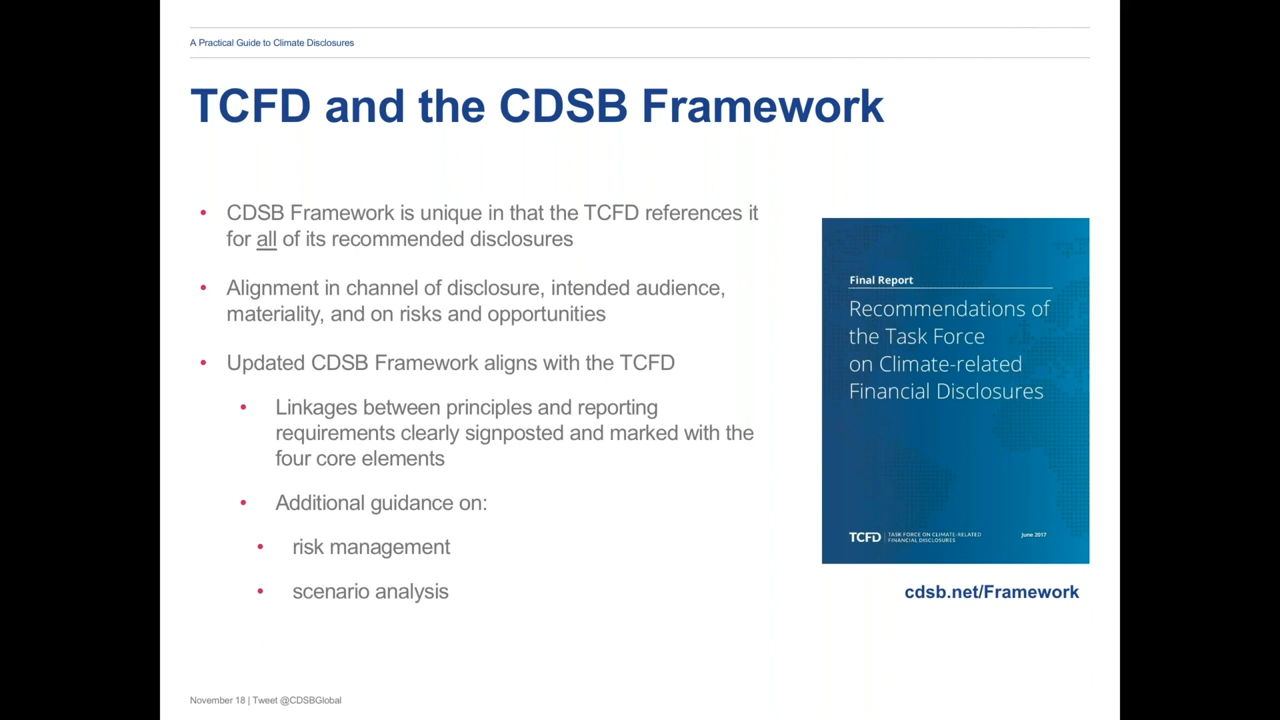 A Practical Guide to Climate Disclosures
TCFD and the CDSB Framework
• CDSB Framework is unique in that the TCFD references it
for all of its recommended disclosures
• Alignment in channel of disclosure, intended audience,
materiality, and on risks and opportunities
• Updated CDSB Framework aligns with the TCFD
• Linkages between principles and reporting
requirements clearly signposted and marked with the
four core elements
• Additional guidance on:
• risk management
• scenario analysis
Final Report
Recommendations of
the Task Force
on Climate-related
Financial Disclosures
TCFD | TASK FORCE ON CLIMATE-RELATED
FINANCIAL DISCLOSURES
June 2017
cdsb.net/Framework
November 18 | Tweet @CDSBGlobal